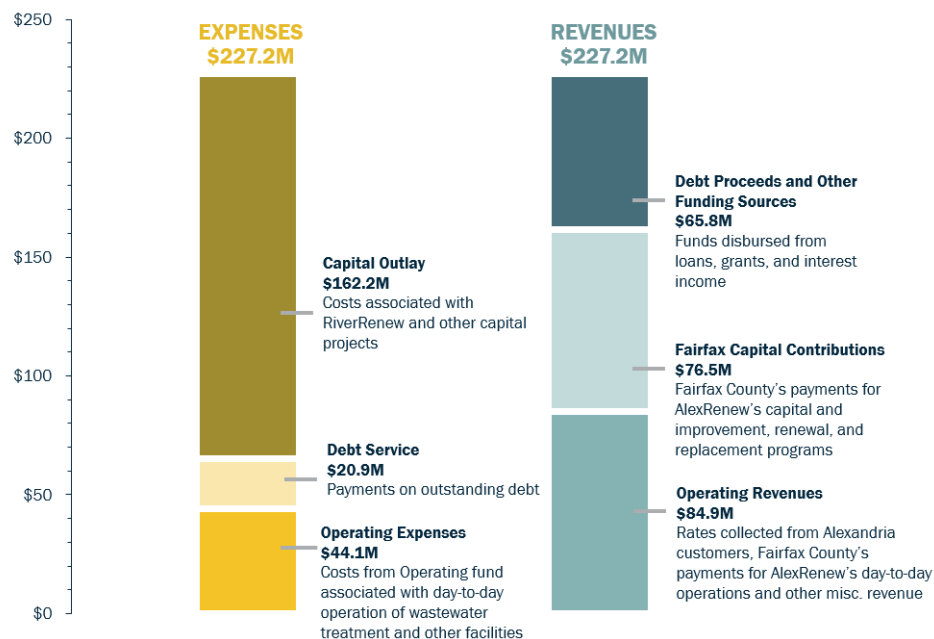 $250
$200
$150
$100
$50
$0
EXPENSES
$227.2M
Capital Outlay
$162.2M
Costs associated with
RiverRenew and other capital
projects
Debt Service
$20.9M
Payments on outstanding debt
Operating Expenses
$44.1M
Costs from Operating fund
associated with day-to-day
operation of wastewater
treatment and other facilities
REVENUES
$227.2M
Debt Proceeds and Other
Funding Sources
$65.8M
Funds disbursed from
loans, grants, and interest
income
Fairfax Capital Contributions
$76.5M
Fairfax County’s payments for
AlexRenew’s capital and
improvement, renewal, and
replacement programs
Operating Revenues
$84.9M
Rates collected from Alexandria
customers, Fairfax County’s
payments for AlexRenew’s day-to-day
operations and other misc. revenue